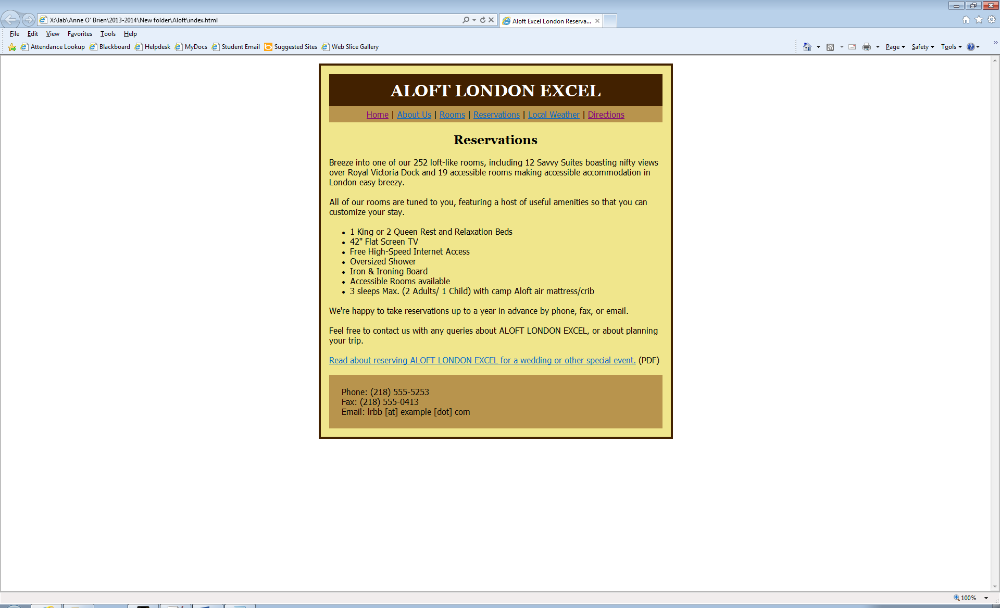 X:\lab\Anne O' Brien\2013-2014\New folder\Aloft\index.html
Aloft Excel London Reserva...
File Edit View Favorites Tools Help
Attendance Lookup Blackboard Helpdesk MyDocs Student Email Suggested Sites Web Slice Gallery
Page Safety Tools
ALOFT LONDON EXCEL
Home | About Us | Rooms | Reservations | Local Weather | Directions
Reservations
Breeze into one of our 252 loft-like rooms, including 12 Savvy Suites boasting nifty views
over Royal Victoria Dock and 19 accessible rooms making accessible accommodation in
London easy breezy.
All of our rooms are tuned to you, featuring a host of useful amenities so that you can
customize your stay.
• 1 King or 2 Queen Rest and Relaxation Beds
• 42" Flat Screen TV
• Free High-Speed Internet Access
• Oversized Shower
• Iron & Ironing Board
• Accessible Rooms available
• 3 sleeps Max. (2 Adults/ 1 Child) with camp Aloft air mattress/crib
We're happy to take reservations up to a year in advance by phone, fax, or email.
Feel free to contact us with any queries about ALOFT LONDON EXCEL, or about planning
your trip.
Read about reserving ALOFT LONDON EXCEL for a wedding or other special event. (PDF)
Phone: (218) 555-5253
Fax: (218) 555-0413
Email: lrbb [at] example [dot] com
100%